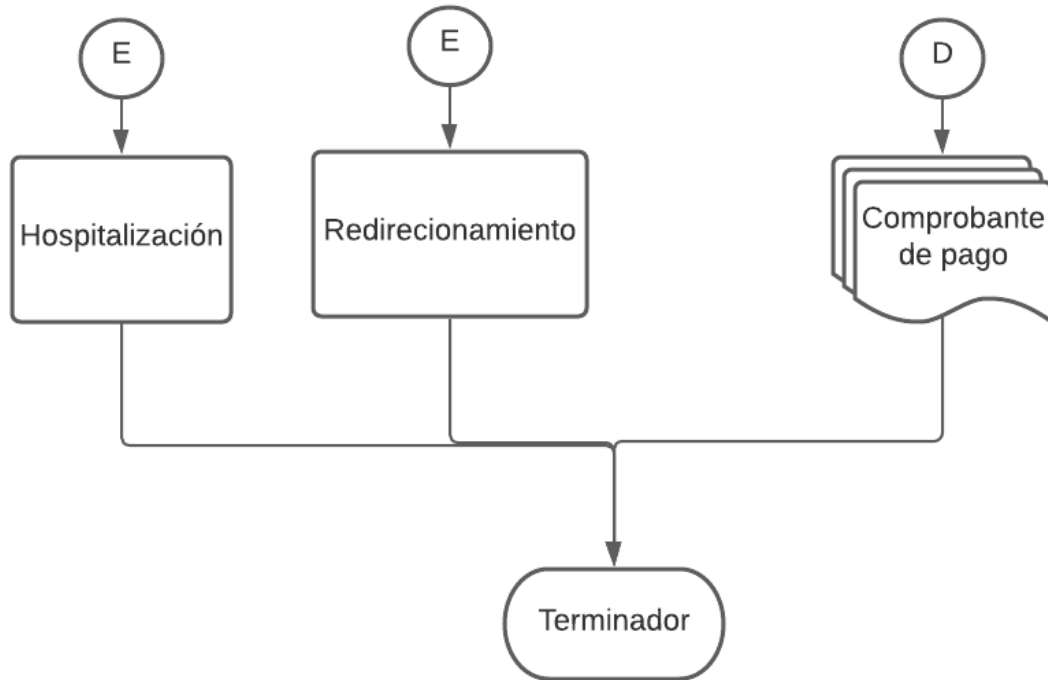 E
E
D
Hospitalización
Redirecionamiento
Comprobante
de pago
Terminador